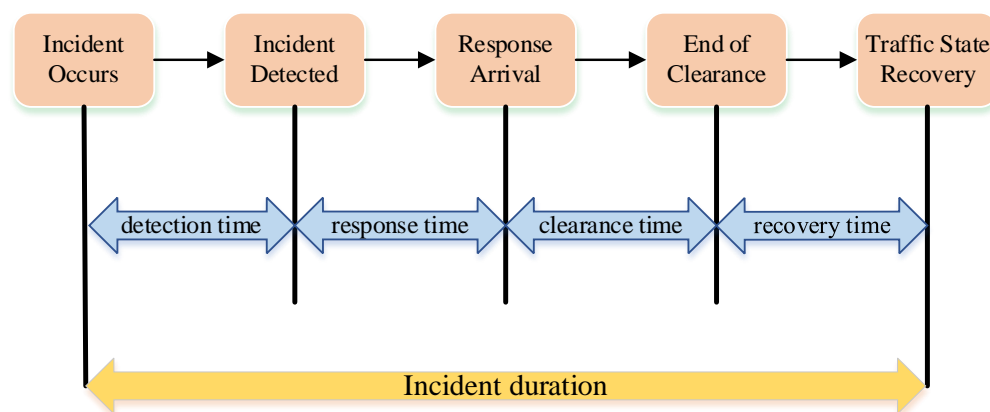 Incident
Occurs
Incident
Detected
Response
Arrival
End of
Clearance
Traffic State
Recovery
detection time
response time
clearance time
recovery time
Incident duration